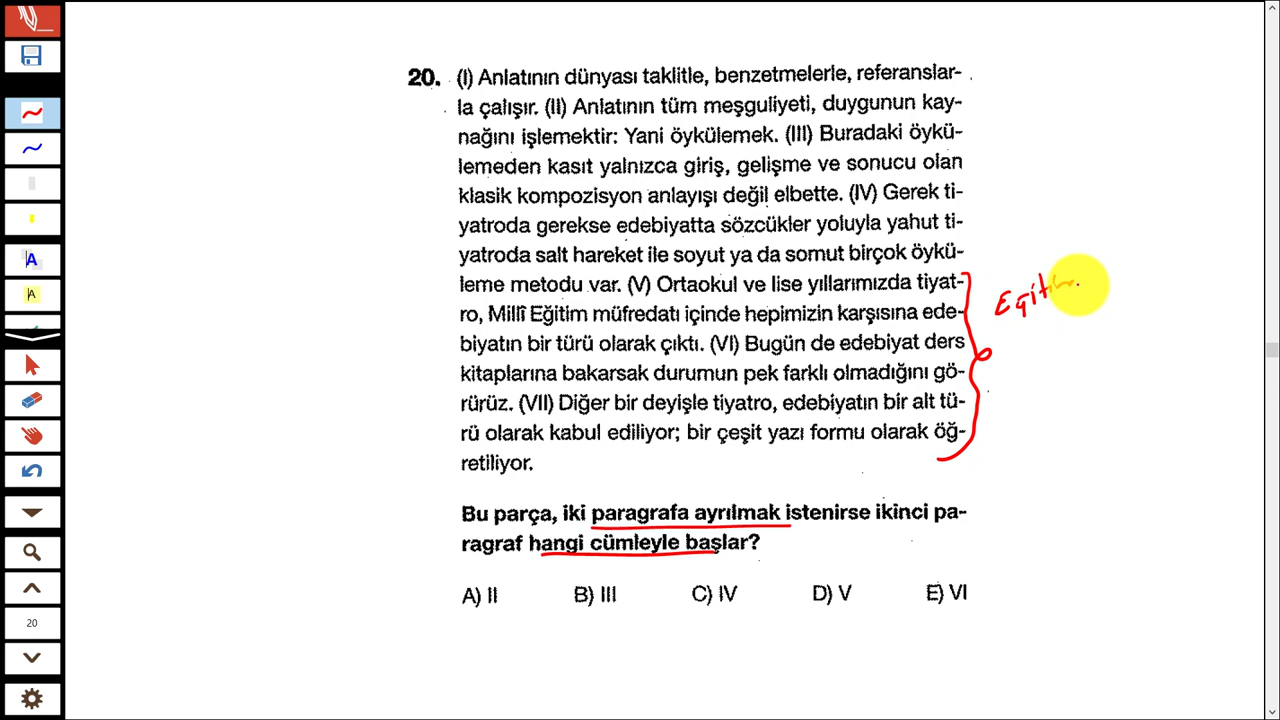 20. (I) Anlatının dünyası taklitle, benzetmelerle, referanslar-
la çalışır. (II) Anlatının tüm meşguliyeti, duygunun kay-
nağını işlemektir: Yani öykülemek. (III) Buradaki öykü-
lemeden kasıt yalnızca giriş, gelişme ve sonucu olan
klasik kompozisyon anlayışı değil elbette. (IV) Gerek ti-
yatroda gerekse edebiyatta sözcükler yoluyla yahut ti-
yatroda salt hareket ile soyut ya da somut birçok öykü-
leme metodu var. (V) Ortaokul ve lise yıllarımızda tiyat-
ro, Millî Eğitim müfredatı içinde hepimizin karşısına ede-
biyatın bir türü olarak çıktı. (VI) Bugün de edebiyat ders
kitaplarına bakarsak durumun pek farklı olmadığını gö-
rürüz. (VII) Diğer bir deyişle tiyatro, edebiyatın bir alt tü-
rü olarak kabul ediliyor; bir çeşit yazı formu olarak öğ-
retiliyor.
Bu parça, iki paragrafa ayrılmak istenirse ikinci pa-
ragraf hangi cümleyle başlar?
A) II B) III C) IV D) V E) VI
A
A
20